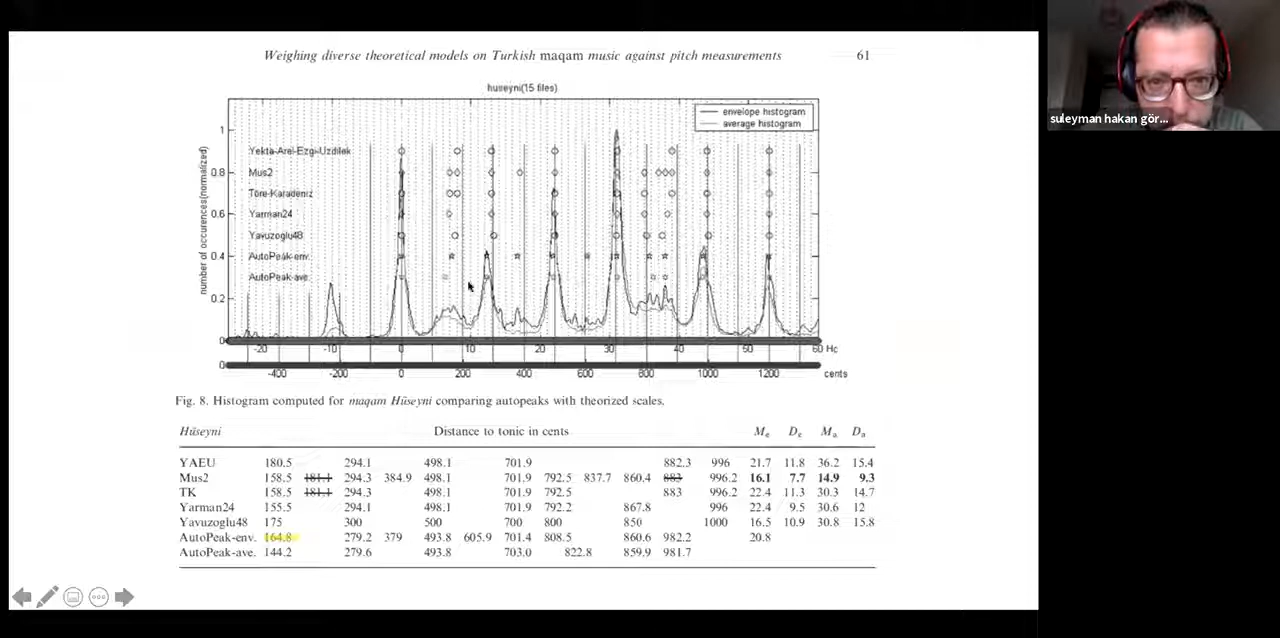 Weighing diverse theoretical models on Turkish maqam music against pitch measurements 61
huseyni(15 files)
envelope histogram
average histogram
number of occurences(normalized)
1
0.8
0.6
0.4
0.2
0
0
Yekta-Arel-Ezgi-Uzdilek
Mus2
Töre-Karadeniz
Yarman24
Yavuzoglu48
AutoPeak-env.
AutoPeak-ave.
-20 -10 0 10 20 30 40 50 60 Hc
-400 -200 0 200 400 600 800 1000 1200 cents
Fig. 8. Histogram computed for maqam Hüseyni comparing autopeaks with theorized scales.
Hüseyni Distance to tonic in cents Me De Ma Da
YAEU 180.5 294.1 498.1 701.9 882.3 996 21.7 11.8 36.2 15.4
Mus2 158.5 181.1 294.3 384.9 498.1 701.9 792.5 837.7 860.4 883 996.2 16.1 7.7 14.9 9.3
TK 158.5 181.1 294.3 498.1 701.9 792.5 883 996.2 22.4 11.3 30.3 14.7
Yarman24 155.5 294.1 498.1 701.9 792.2 867.8 996 22.4 9.5 30.6 12
Yavuzoglu48 175 300 500 700 800 850 1000 16.5 10.9 30.8 15.8
AutoPeak-env. 164.8 279.2 379 493.8 605.9 701.4 808.5 860.6 982.2 20.8
AutoPeak-ave. 144.2 279.6 493.8 703.0 822.8 859.9 981.7
suleyman hakan gör...